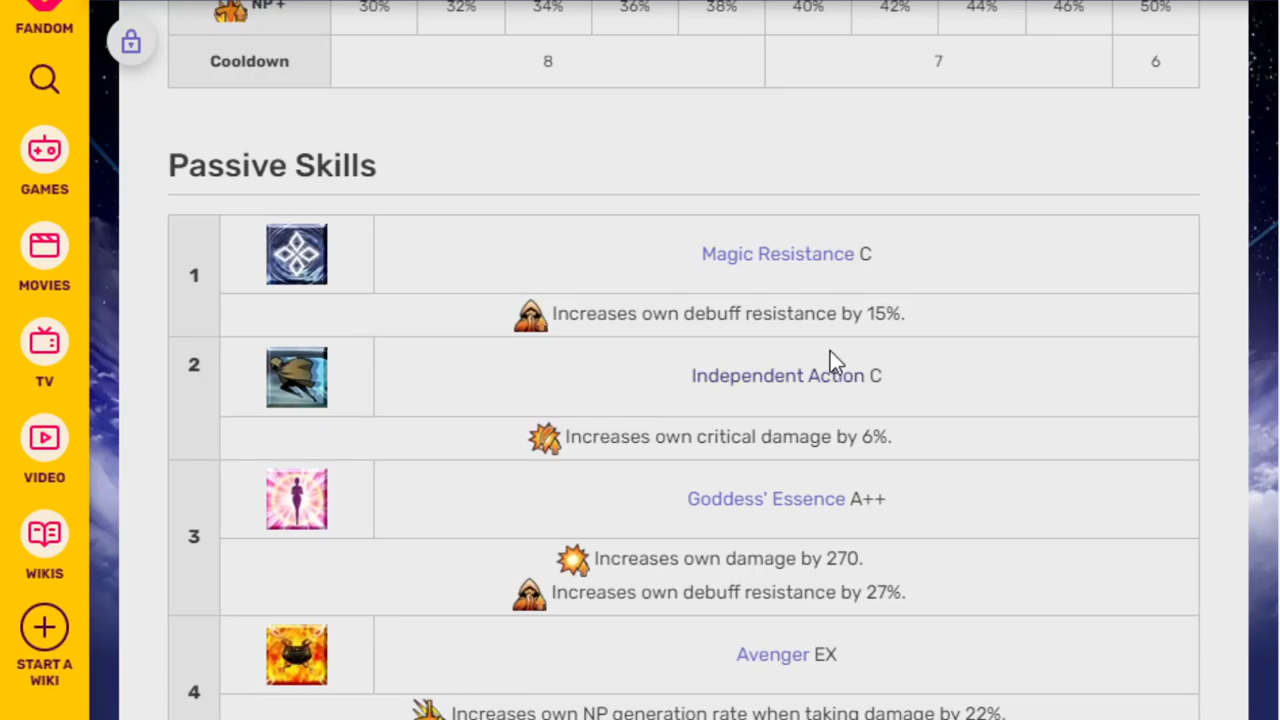 FANDOM
GAMES
MOVIES
TV
VIDEO
WIKIS
START A
WIKI
NP + 30% 32% 34% 36% 38% 40% 42% 44% 46% 50%
Cooldown 8 7 6
Passive Skills
1 Magic Resistance C
Increases own debuff resistance by 15%.
2 Independent Action C
Increases own critical damage by 6%.
3 Goddess' Essence A++
Increases own damage by 270.
Increases own debuff resistance by 27%.
4 Avenger EX
Increases own NP generation rate when taking damage by 22%.